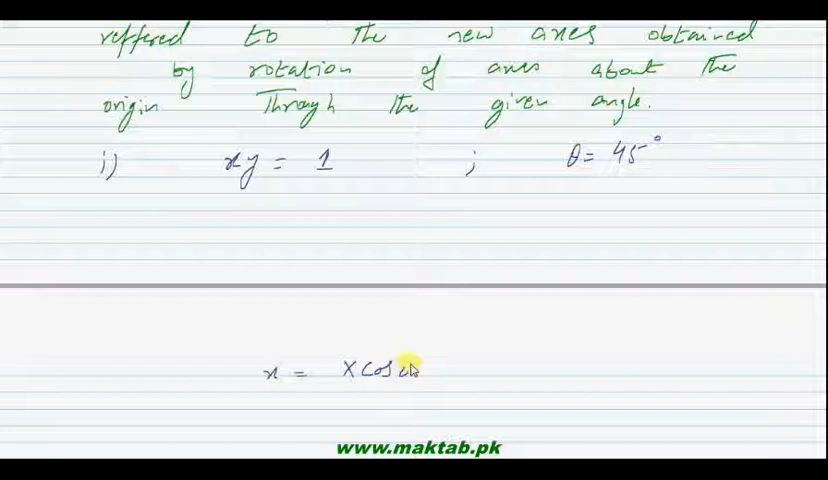 reffered to the new axes obtained
by rotation of axes about the
origin Through the given angle.
i) xy = 1 ; θ = 45°
x = X Cos
www.maktab.pk